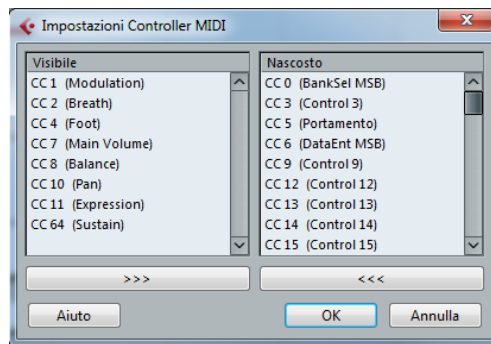 Impostazioni Controller MIDI
Visibile
CC 1 (Modulation)
CC 2 (Breath)
CC 4 (Foot)
CC 7 (Main Volume)
CC 8 (Balance)
CC 10 (Pan)
CC 11 (Expression)
CC 64 (Sustain)
>>>
Nascosto
CC 0 (BankSel MSB)
CC 3 (Control 3)
CC 5 (Portamento)
CC 6 (DataEnt MSB)
CC 9 (Control 9)
CC 12 (Control 12)
CC 13 (Control 13)
CC 14 (Control 14)
CC 15 (Control 15)
<<<
Aiuto
OK
Annulla